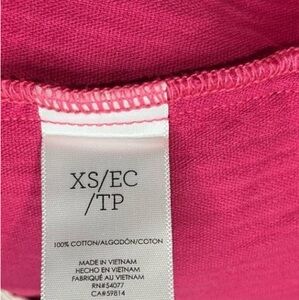 XS/EC
/TP
100% COTTON/ALGODÓN/COTON
MADE IN VIETNAM
HECHO EN VIETNAM
FABRIQUÉ AU VIETNAM
RN#54077
CA#59814